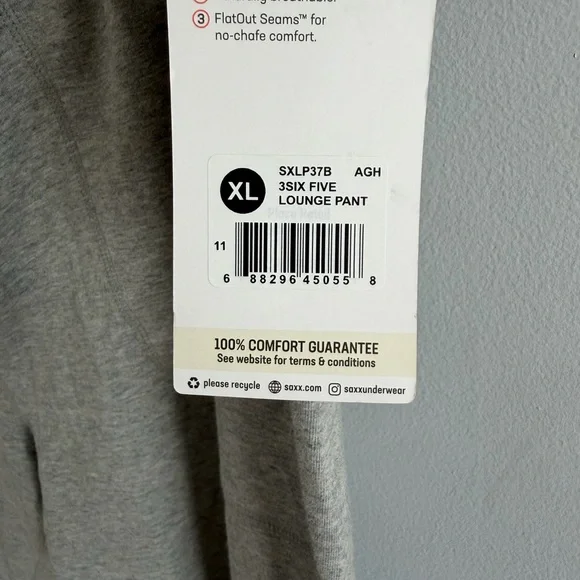 breathable.
3 FlatOut Seams™ for
no-chafe comfort.
XL
SXLP37B AGH
3SIX FIVE
LOUNGE PANT
11
6 88296 45055 8
100% COMFORT GUARANTEE
See website for terms & conditions
please recycle saxx.com saxxunderwear